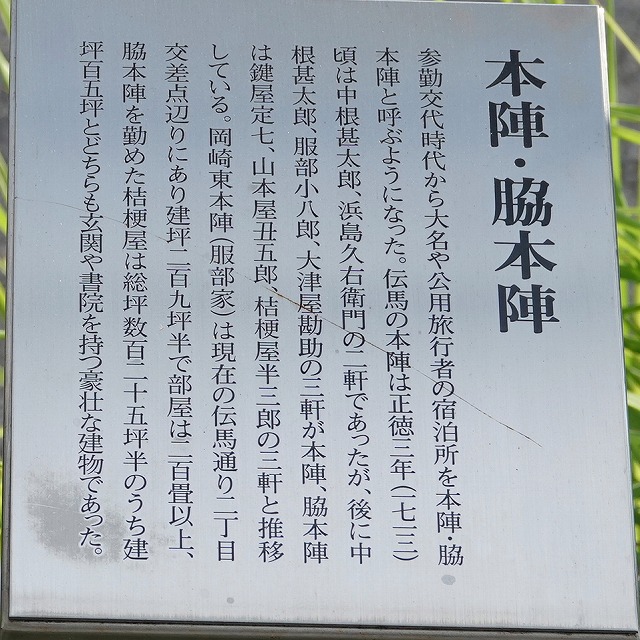 本陣・脇本陣
参勤交代時代から大名や公用旅行者の宿泊所を本陣・脇
本陣と呼ぶようになった。伝馬の本陣は正徳三年(一七一三)
頃は中根甚太郎、浜島久右衛門の二軒であったが、後に中
根甚太郎、服部小八郎、大津屋勘助の三軒が本陣、脇本陣
は鍵屋定七、山本屋丑五郎、桔梗屋半三郎の三軒と推移
している。岡崎東本陣(服部家)は現在の伝馬通り二丁目
交差点辺りにあり建坪二百九坪半で部屋は二百畳以上、
脇本陣を勤めた桔梗屋は総坪数百二十五坪半のうち建
坪百五坪とどちらも玄関や書院を持つ豪壮な建物であった。